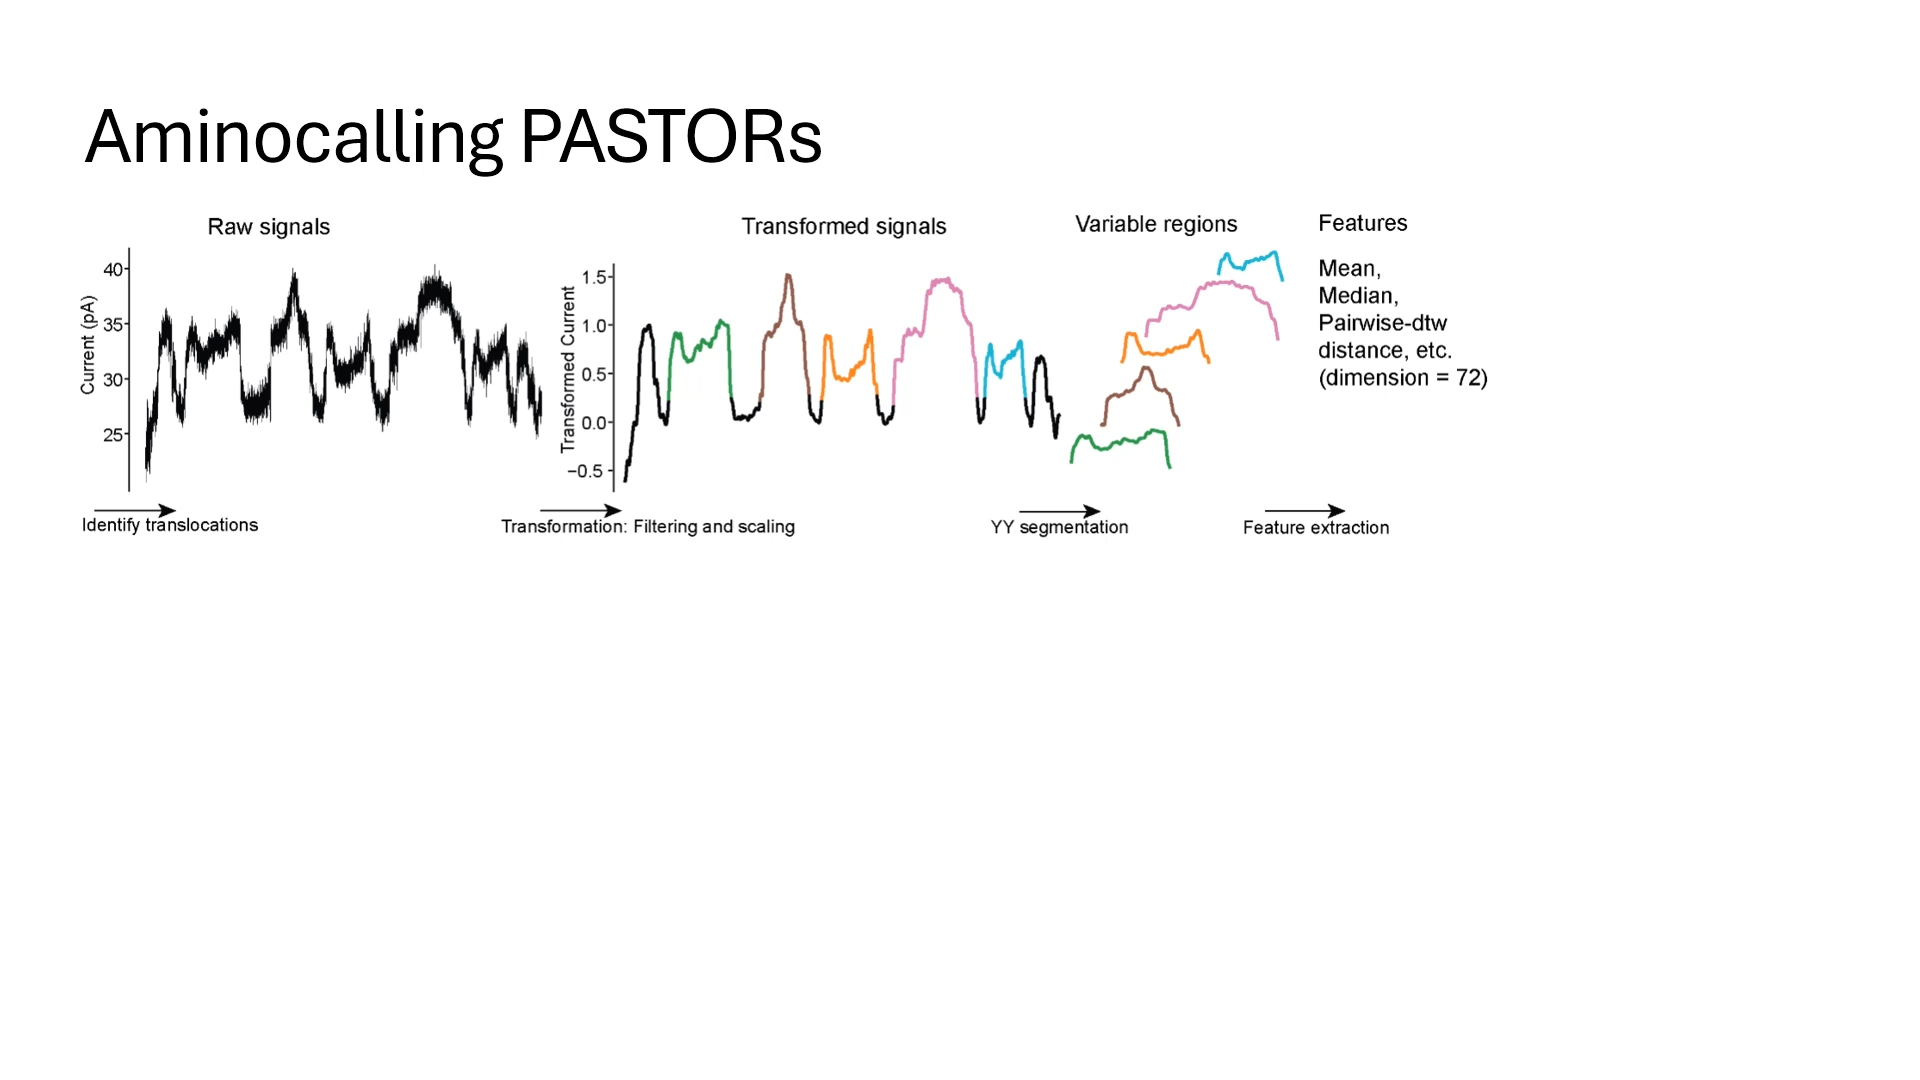 Aminocalling PASTORs
Raw signals
Current (pA)
40
35
30
25
Identify translocations
Transformed signals
Transformed Current
1.5
1.0
0.5
0.0
−0.5
Transformation: Filtering and scaling
Variable regions
YY segmentation
Features
Mean,
Median,
Pairwise-dtw
distance, etc.
(dimension = 72)
Feature extraction